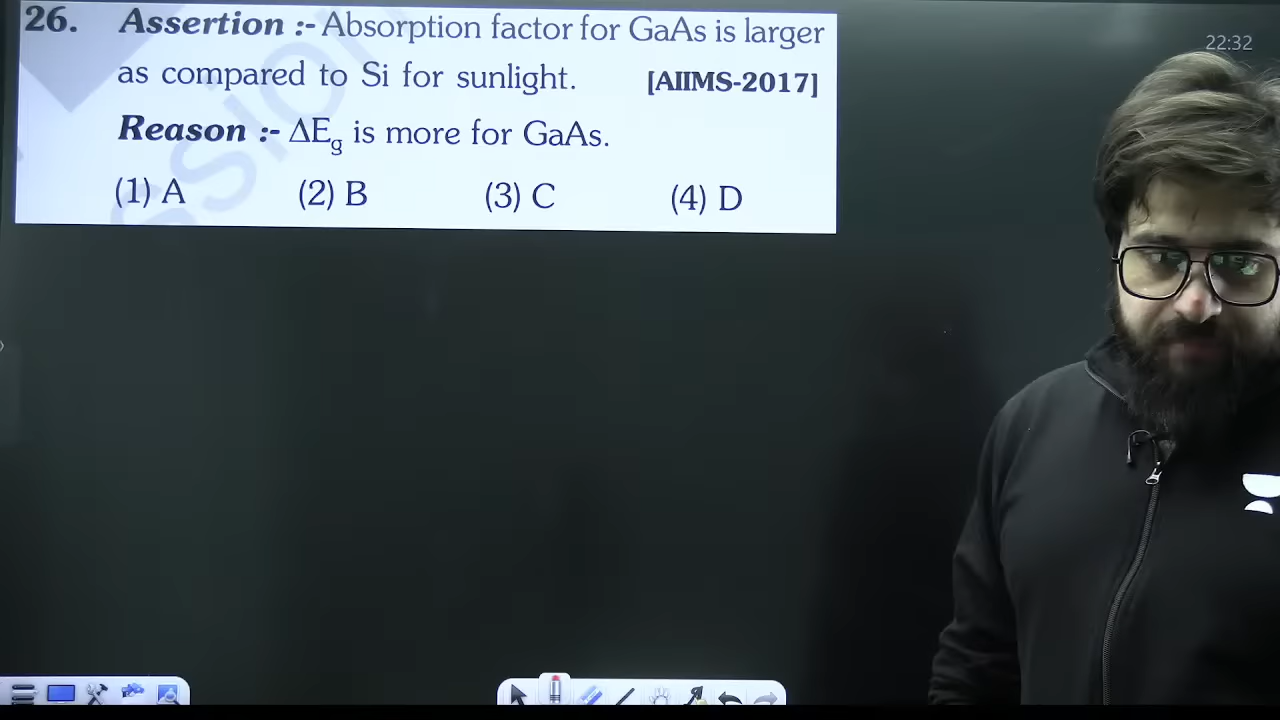 26. Assertion :- Absorption factor for GaAs is larger
as compared to Si for sunlight. [AIIMS-2017]
Reason :- ΔEg is more for GaAs.
(1) A (2) B (3) C (4) D
22:32